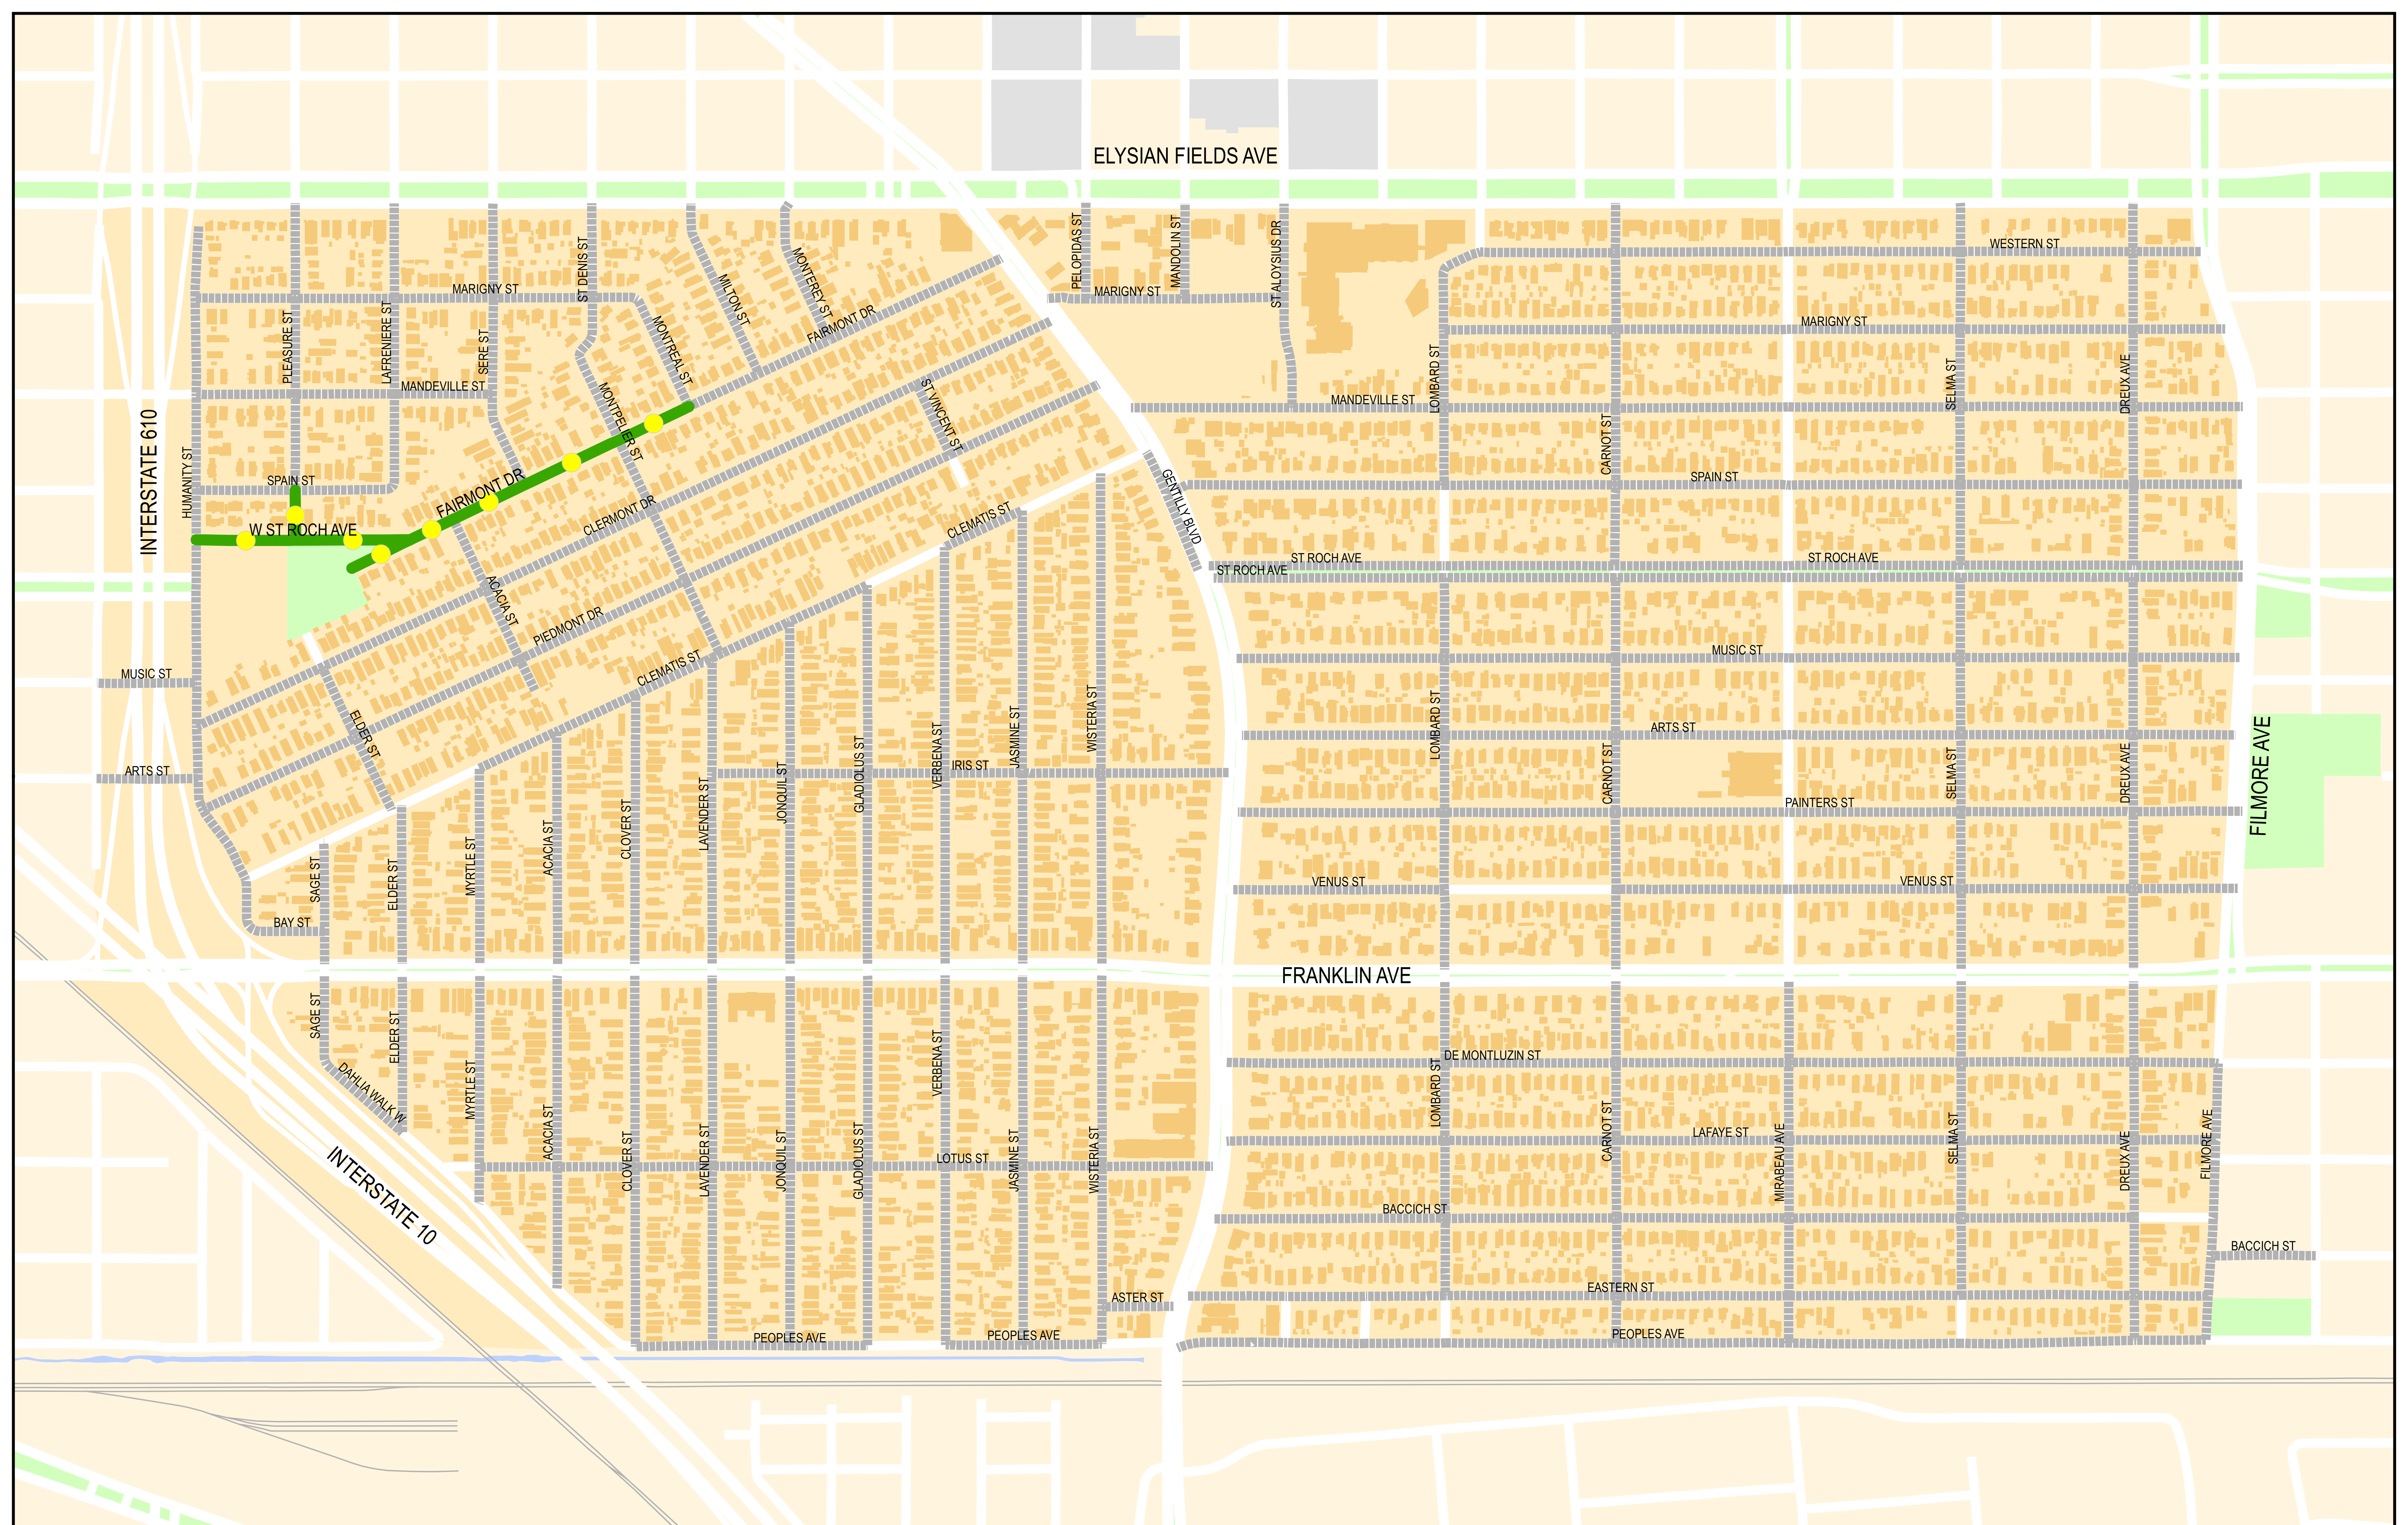 ELYSIAN FIELDS AVE
PELOPIDAS ST
MANDOLIN ST
ST ALOYSIUS DR
ST DENIS ST
WESTERN ST
MONTEREY ST
MILTON ST
MARIGNY ST
MARIGNY ST
MARIGNY ST
FAIRMONT DR
PLEASURE ST
LAFRENIERE ST
SERE ST
MONTREAL ST
LOMBARD ST
SELMA ST
DREUX AVE
MANDEVILLE ST
MANDEVILLE ST
MONTPELIER ST
ST VINCENT ST
CARNOT ST
INTERSTATE 610
HUMANITY ST
SPAIN ST
SPAIN ST
FAIRMONT DR
GENTILLY BLVD
W ST ROCH AVE
CLERMONT DR
CLEMATIS ST
ST ROCH AVE
ST ROCH AVE
ST ROCH AVE
ACACIA ST
PIEDMONT DR
MUSIC ST
MUSIC ST
CLEMATIS ST
ELDER ST
WISTERIA ST
LOMBARD ST
ARTS ST
ARTS ST
VERBENA ST
JASMINE ST
GLADIOLUS ST
IRIS ST
JONQUIL ST
LAVENDER ST
CLOVER ST
ACACIA ST
MYRTLE ST
CARNOT ST
SELMA ST
DREUX AVE
FILMORE AVE
PAINTERS ST
SAGE ST
ELDER ST
VENUS ST
VENUS ST
BAY ST
FRANKLIN AVE
SAGE ST
ELDER ST
VERBENA ST
DE MONTLUZIN ST
DAHLIA WALK W
MYRTLE ST
ACACIA ST
CLOVER ST
LAVENDER ST
JONQUIL ST
GLADIOLUS ST
LOTUS ST
JASMINE ST
WISTERIA ST
LOMBARD ST
CARNOT ST
LAFAYE ST
MIRABEAU AVE
SELMA ST
DREUX AVE
FILMORE AVE
INTERSTATE 10
BACCICH ST
BACCICH ST
EASTERN ST
ASTER ST
PEOPLES AVE
PEOPLES AVE
PEOPLES AVE